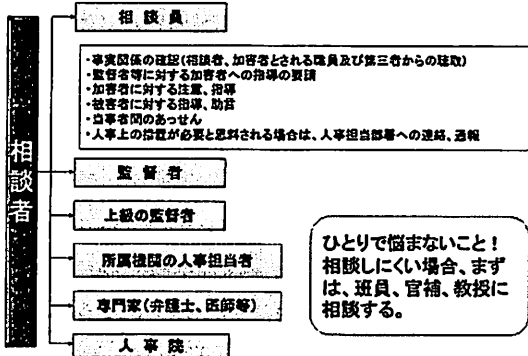 相談者
相談員
・事実関係の確認(相談者、加害者とされる職員及び第三者からの聴取)
・監督者等に対する加害者への指導の要請
・加害者に対する注意、指導
・被害者に対する指導、助言
・当事者間のあっせん
・人事上の措置が必要と思料される場合は、人事担当部署への連絡、通報
監督者
上級の監督者
所属機関の人事担当者
専門家(弁護士、医師等)
人事院
ひとりで悩まないこと!
相談しにくい場合、まず
は、班員、官補、教授に
相談する。